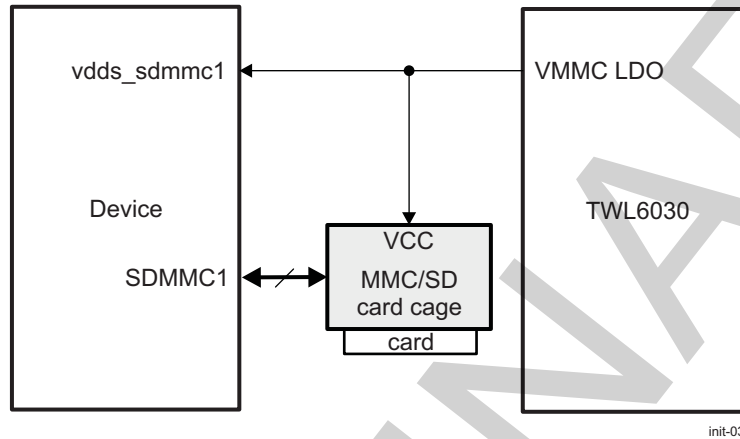 vdds_sdmmc1
VMMC LDO
Device
TWL6030
VCC
SDMMC1
MMC/SD
card cage
card